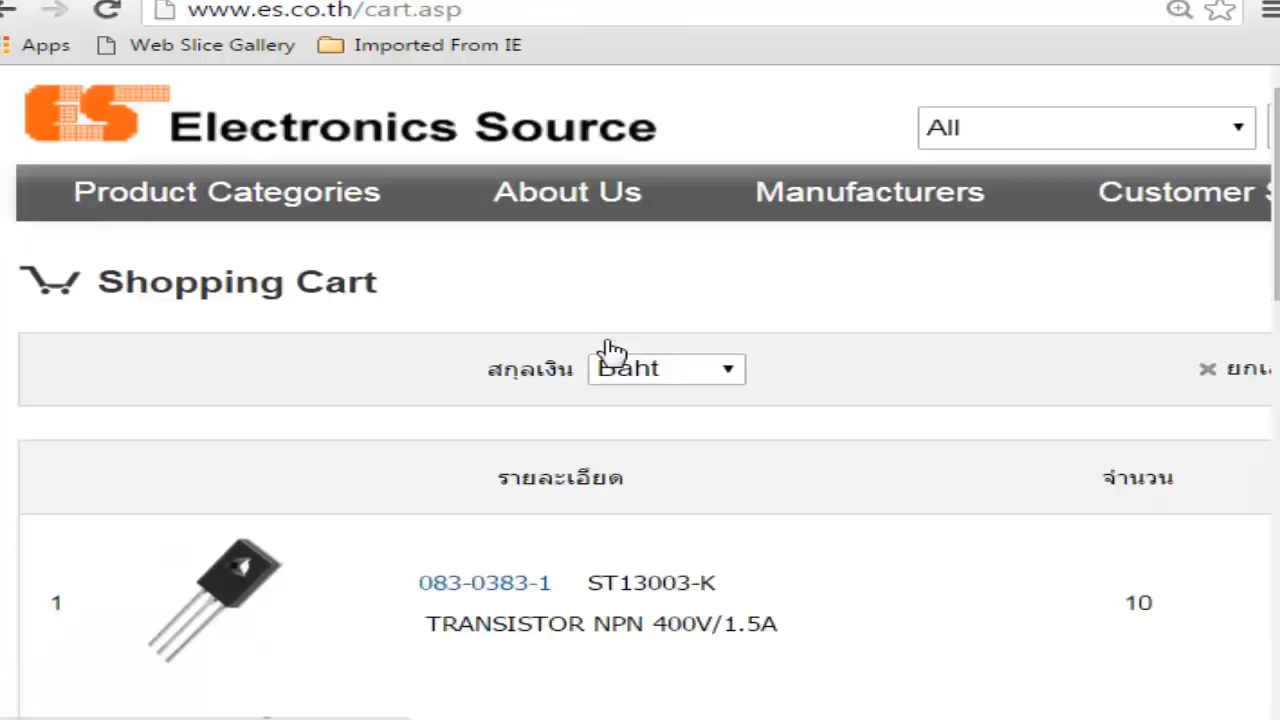 www.es.co.th/cart.asp
Apps Web Slice Gallery Imported From IE
ES Electronics Source
All
Product Categories About Us Manufacturers Customer
Shopping Cart
สกุลเงิน Baht
รายละเอียด จำนวน
1 083-0383-1 ST13003-K 10
TRANSISTOR NPN 400V/1.5A